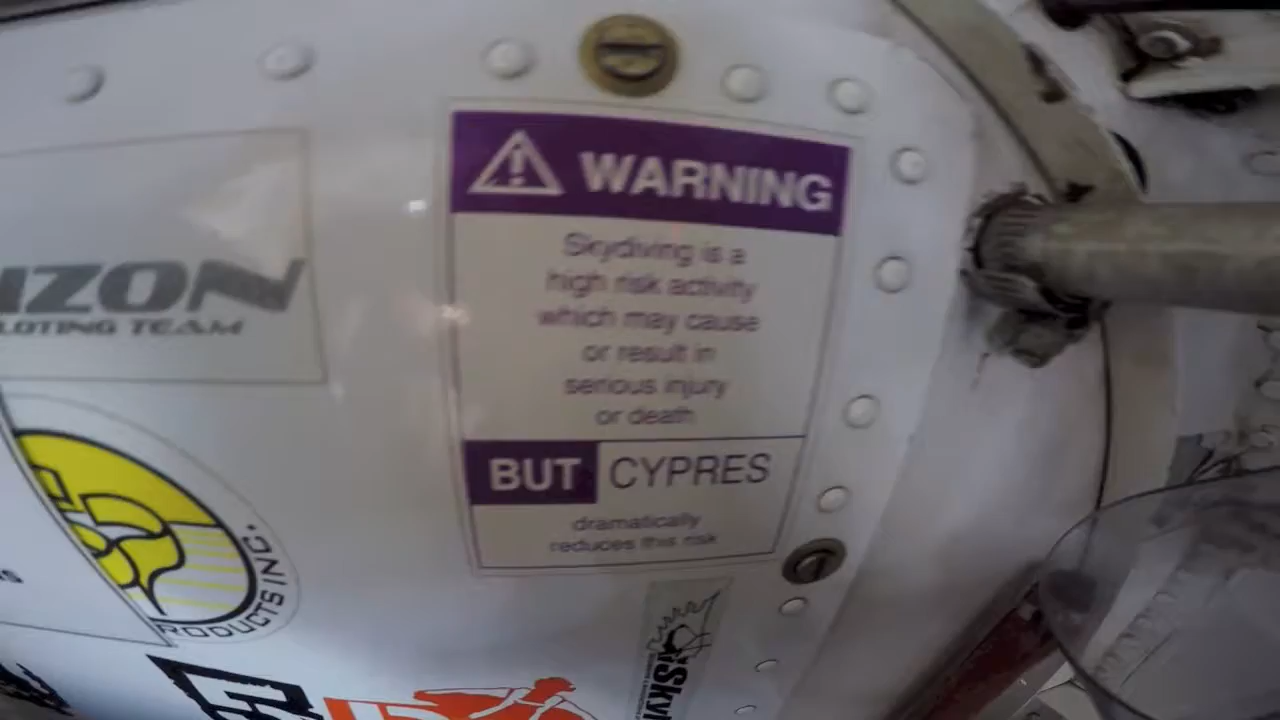 WARNING
Skydiving is a
high risk activity
which may cause
or result in
serious injury
or death
BUT CYPRES
dramatically
reduces this risk
IZON
LOTING TEAM
PRODUCTS INC.